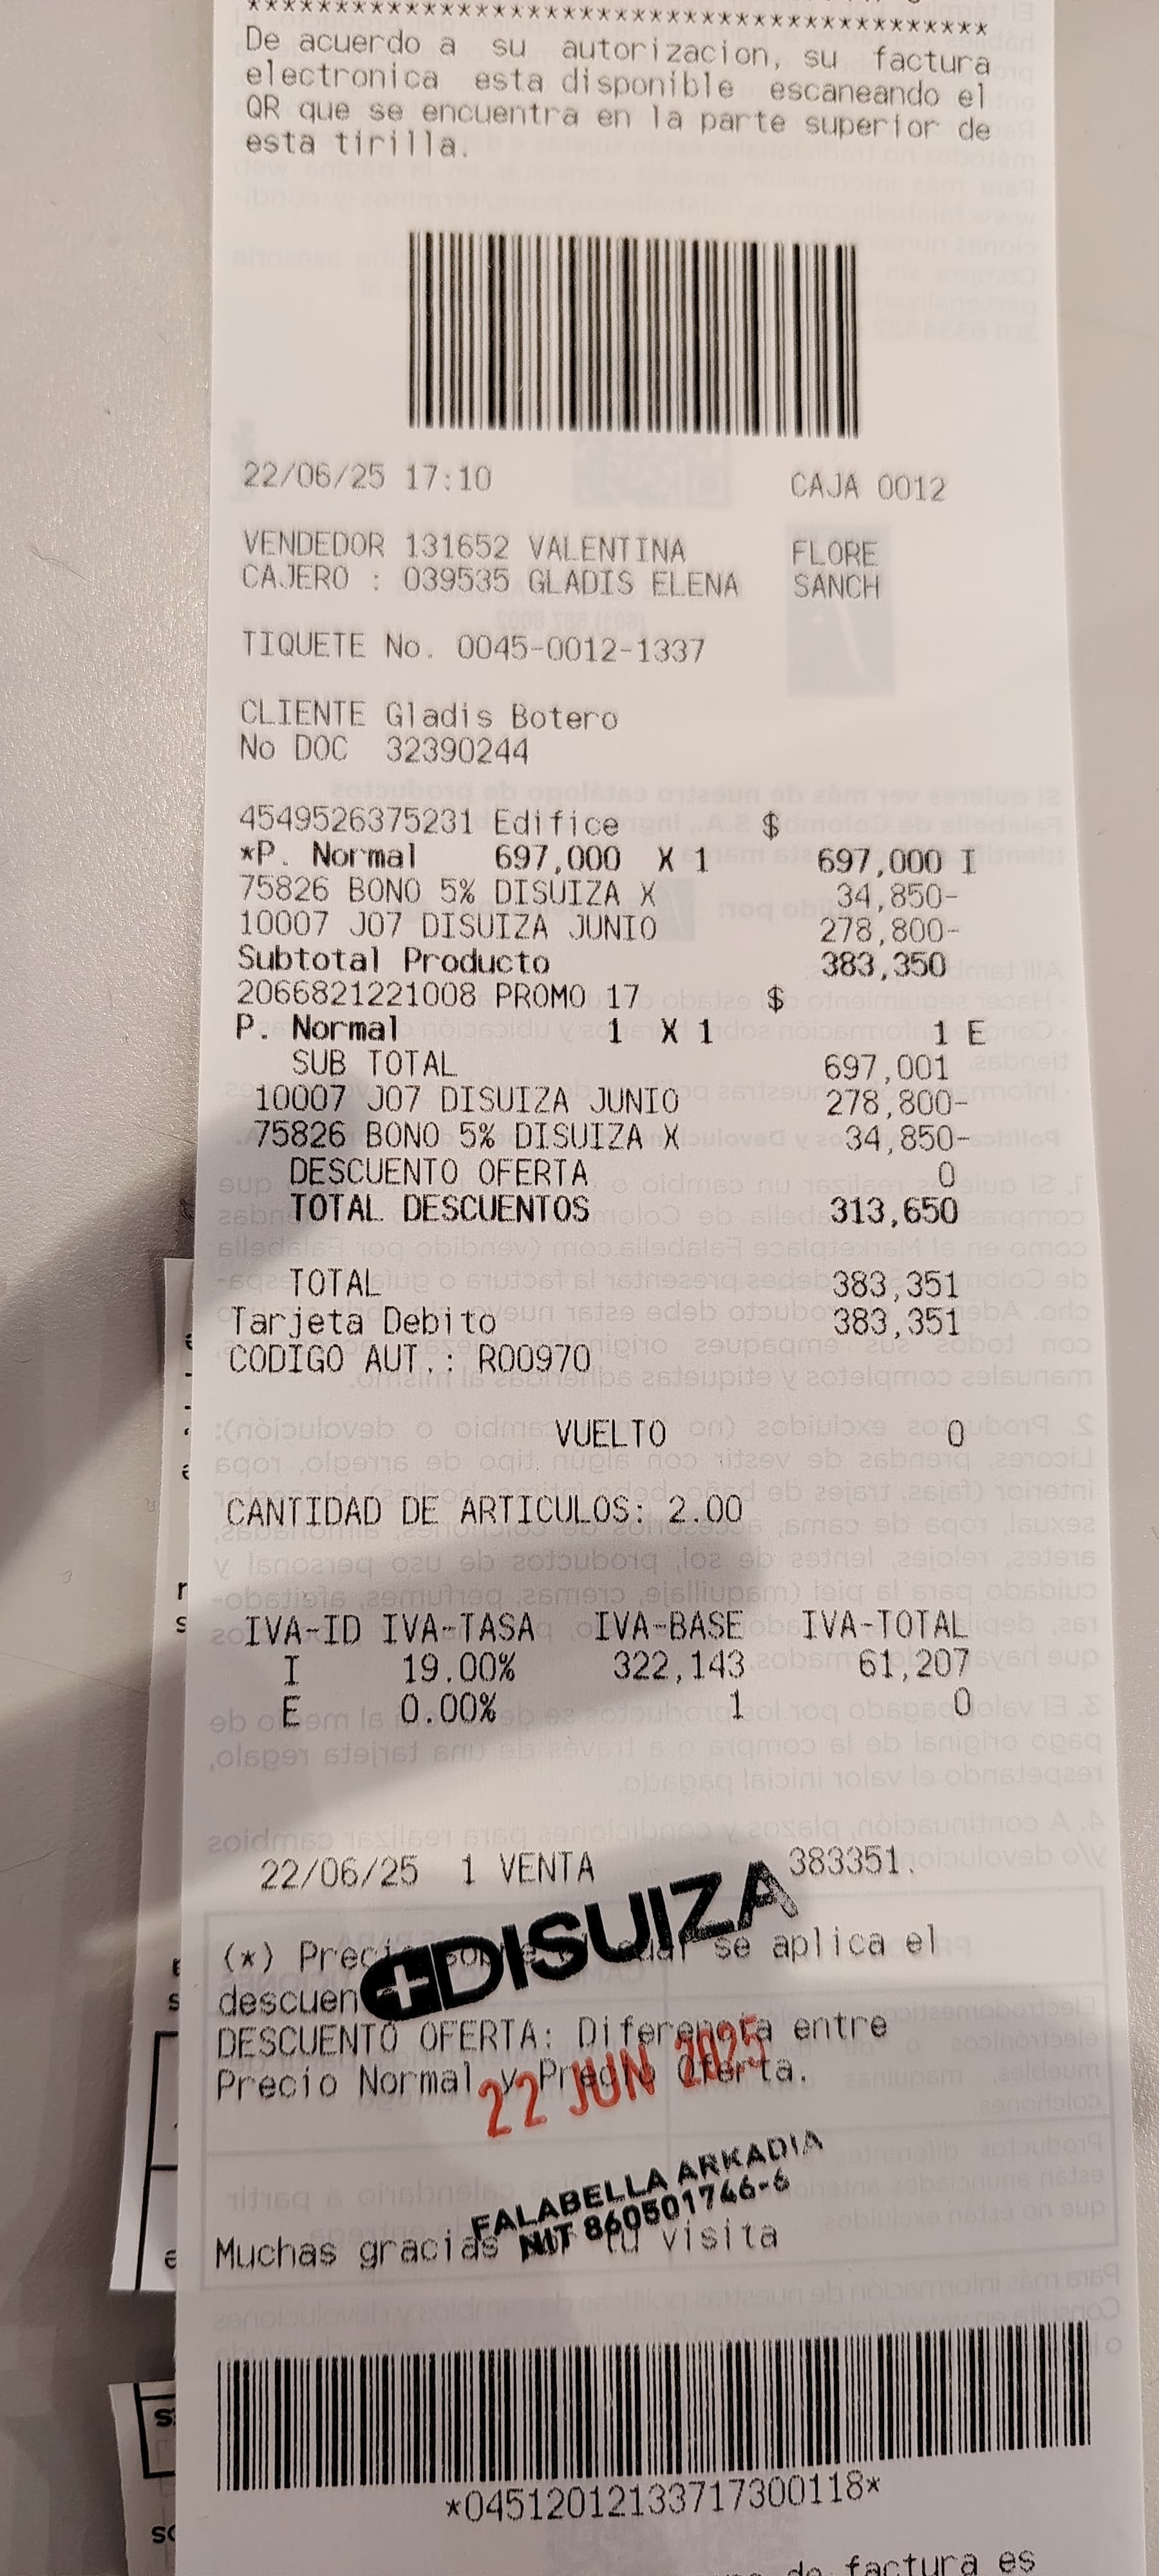 ******************************************
De acuerdo a su autorizacion, su factura
electronica esta disponible escaneando el
QR que se encuentra en la parte superior de
esta tirilla.
22/06/25 17:10 CAJA 0012
VENDEDOR 131652 VALENTINA FLORE
CAJERO : 039535 GLADIS ELENA SANCH
TIQUETE No. 0045-0012-1337
CLIENTE Gladis Botero
No DOC 32390244
4549526375231 Edifice $
*P. Normal 697,000 X 1 697,000 I
75826 BONO 5% DISUIZA X 34,850-
10007 J07 DISUIZA JUNIO 278,800-
Subtotal Producto 383,350
2066821221008 PROMO 17 $
P. Normal 1 X 1 1 E
SUB TOTAL 697,001
10007 J07 DISUIZA JUNIO 278,800-
75826 BONO 5% DISUIZA X 34,850-
DESCUENTO OFERTA 0
TOTAL DESCUENTOS 313,650
TOTAL 383,351
Tarjeta Debito 383,351
CODIGO AUT.: R00970
VUELTO 0
CANTIDAD DE ARTICULOS: 2.00
IVA-ID IVA-TASA IVA-BASE IVA-TOTAL
I 19.00% 322,143 61,207
E 0.00% 1 0
22/06/25 1 VENTA 383351.
DISUIZA
(*) Precio sobre el cual se aplica el
descuen
DESCUENTO OFERTA: Diferencia entre
Precio Normal y Precio Oferta.
22 JUN 2025
FALABELLA ARKADIA
NIT 860501746-6
Muchas gracias tu visita
*04512012133717300118*
de factura es